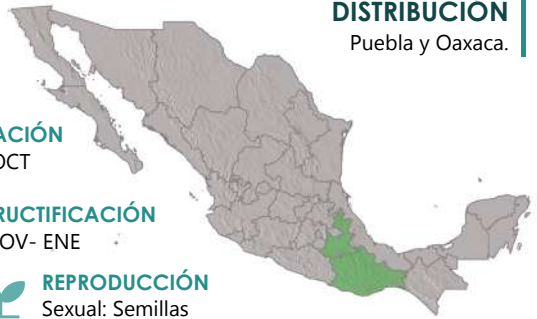 DISTRIBUCIÓN
Puebla y Oaxaca.
ACIÓN
OCT
RUCTIFICACIÓN
OV- ENE
REPRODUCCIÓN
Sexual: Semillas